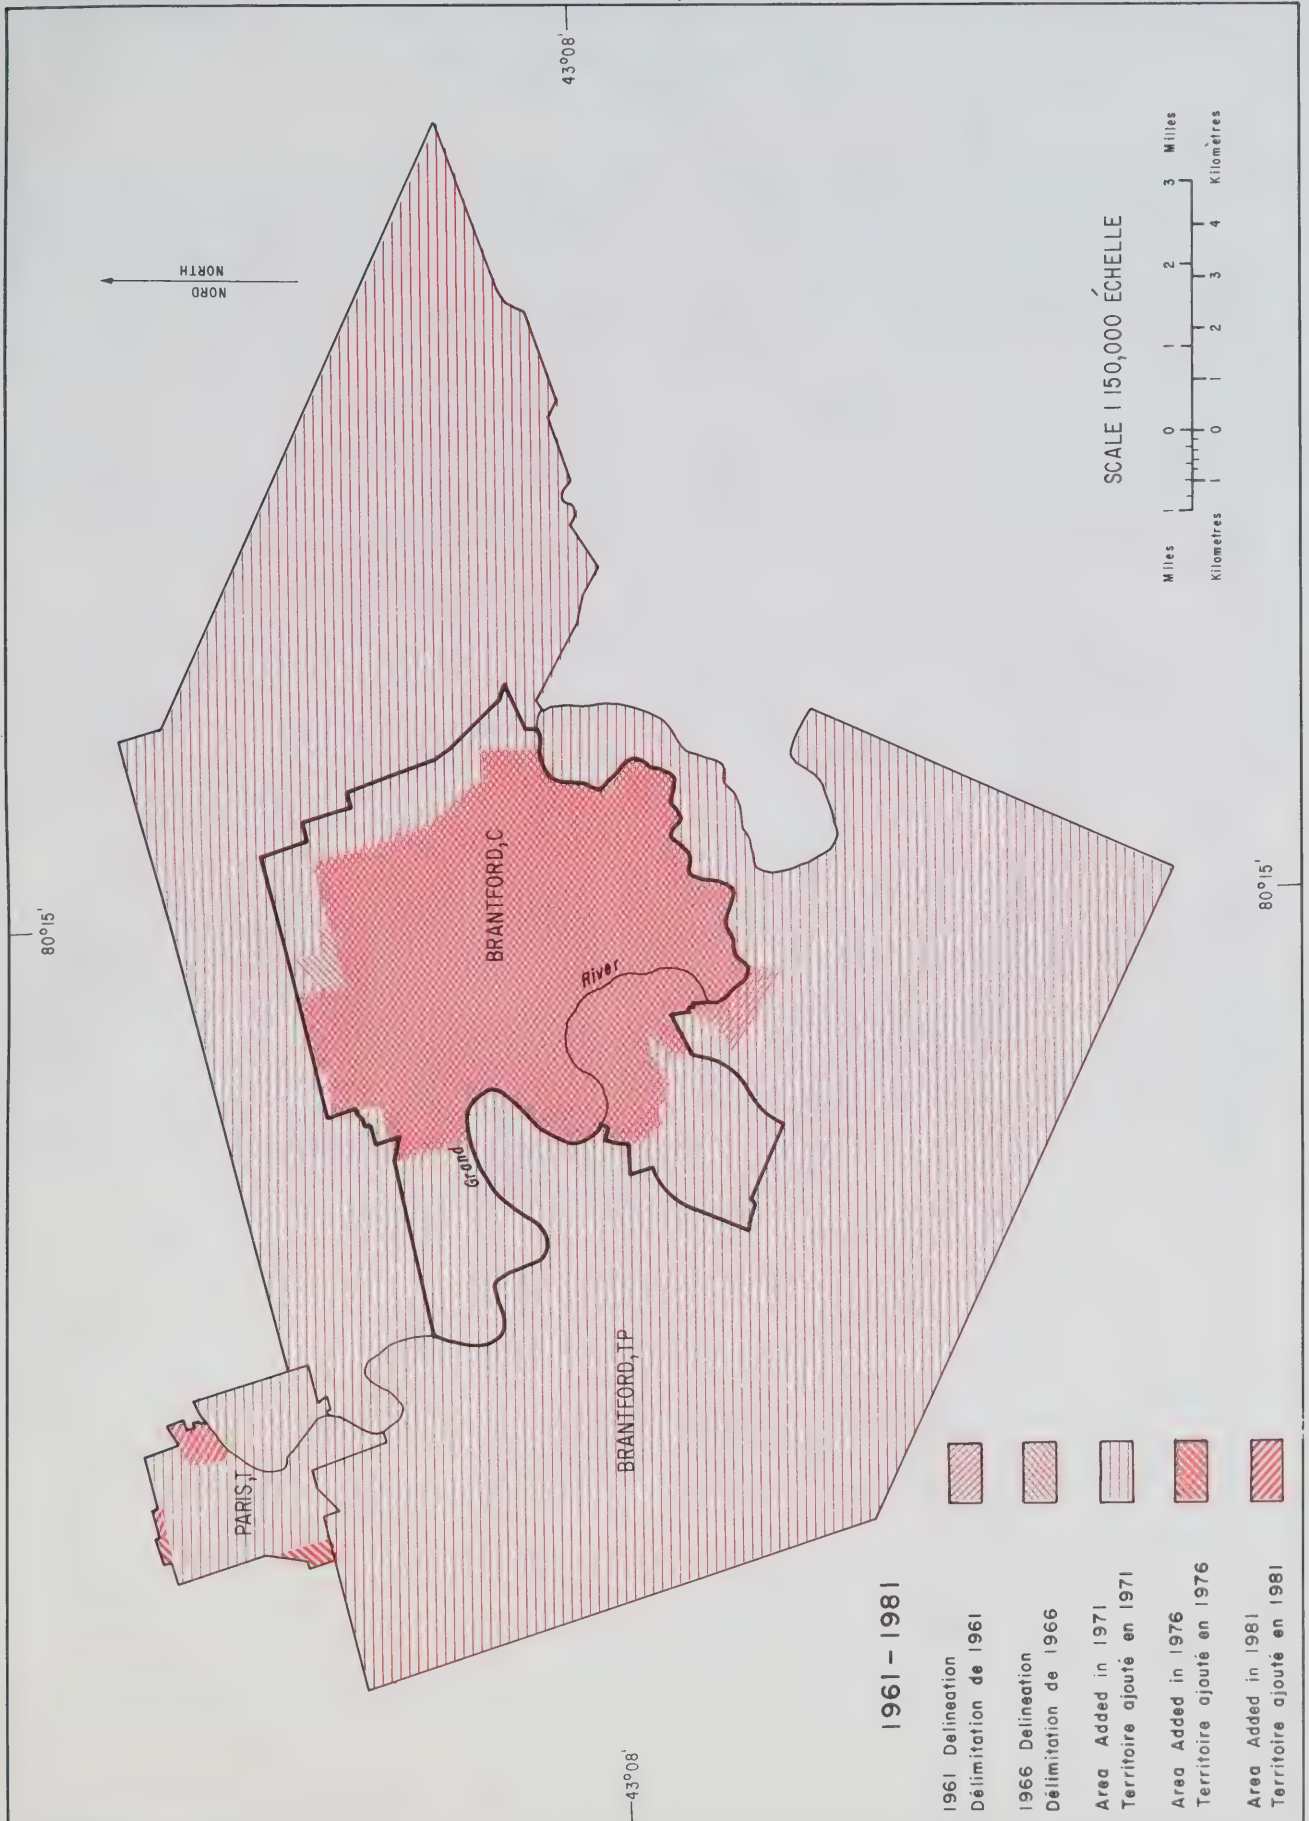 43°08'
NORTH
NORD
80°15'
BRANTFORD,C
River
Grand
PARIS,T
BRANTFORD,TP
80°15'
43°08'
SCALE 1 150,000 ÉCHELLE
Miles 1 0 1 2 3 Milles
Kilometres 1 0 1 2 3 4 Kilomètres
1961-1981
1961 Delineation
Délimitation de 1961
1966 Delineation
Délimitation de 1966
Area Added in 1971
Territoire ajouté en 1971
Area Added in 1976
Territoire ajouté en 1976
Area Added in 1981
Territoire ajouté en 1981